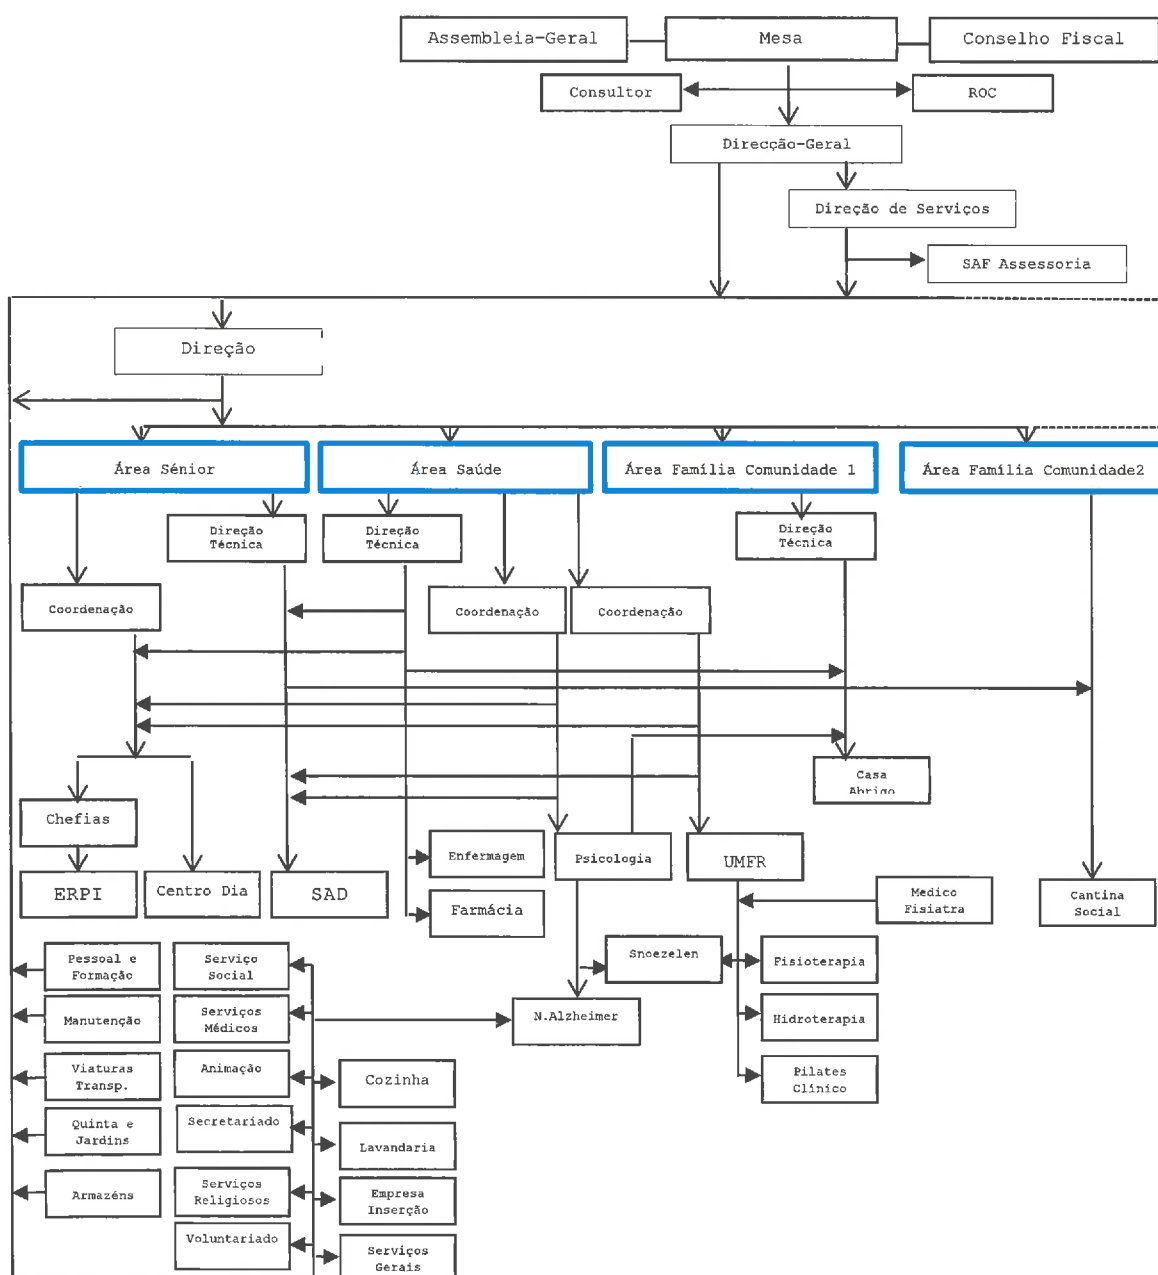 Assembleia-Geral
Mesa
Conselho Fiscal
Consultor
ROC
Direcção-Geral
Direção de Serviços
SAF Assessoria
Direção
Área Sénior
Área Saúde
Área Família Comunidade 1
Área Família Comunidade2
Direção
Técnica
Direção
Técnica
Direção
Técnica
Coordenação
Coordenação
Coordenação
Casa
Abrigo
Chefias
Enfermagem
Psicologia
UMFR
ERPI
Centro Dia
SAD
Farmácia
Medico
Fisiatra
Cantina
Social
Pessoal e
Formação
Serviço
Social
Snoezelen
Fisioterapia
Manutenção
Serviços
Médicos
N.Alzheimer
Hidroterapia
Viaturas
Transp.
Animação
Cozinha
Pilates
Clínico
Quinta e
Jardins
Secretariado
Lavandaria
Armazéns
Serviços
Religiosos
Empresa
Inserção
Voluntariado
Serviços
Gerais